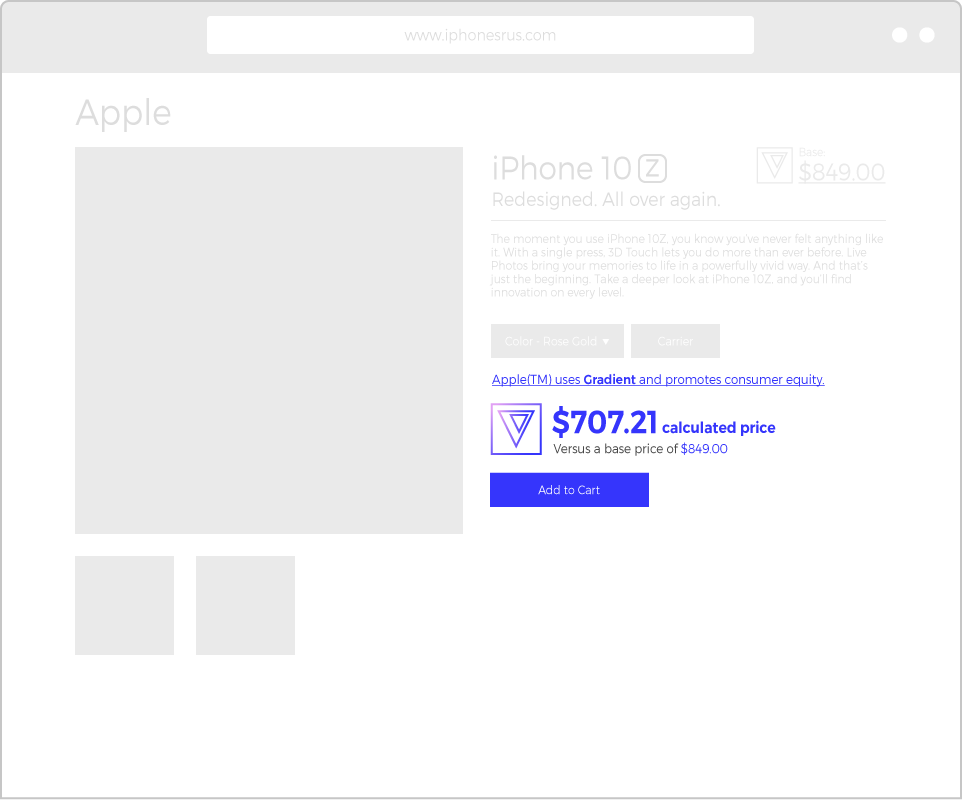 www.iphonesrus.com
Apple
iPhone 10 Z
Base:
$849.00
Redesigned. All over again.
The moment you use iPhone 10Z, you know you've never felt anything like
it. With a single press, 3D Touch lets you do more than ever before. Live
Photos bring your memories to life in a powerfully vivid way. And that's
just the beginning. Take a deeper look at iPhone 10Z, and you'll find
innovation on every level.
Color - Rose Gold ▼
Carrier
Apple(TM) uses Gradient and promotes consumer equity.
$707.21 calculated price
Versus a base price of $849.00
Add to Cart